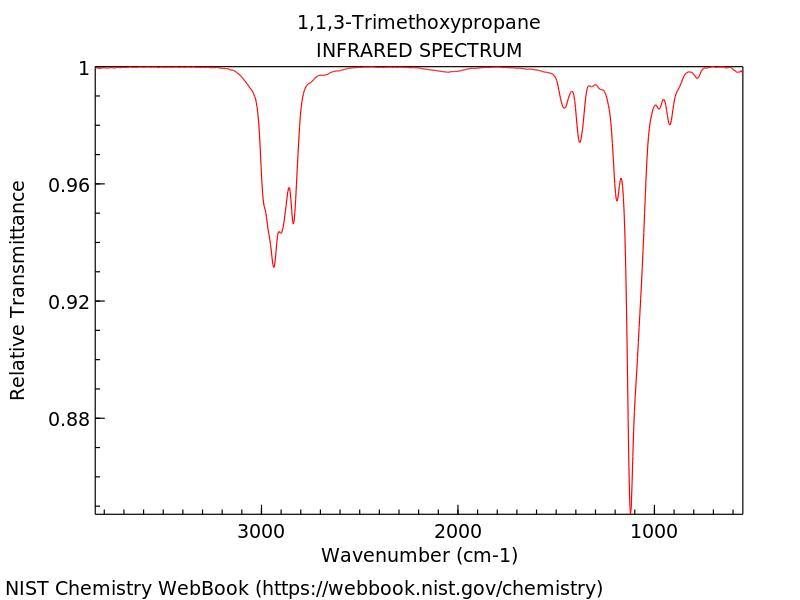 1,1,3-Trimethoxypropane
INFRARED SPECTRUM
1
0.96
0.92
0.88
Relative Transmittance
3000 2000 1000
Wavenumber (cm-1)
NIST Chemistry WebBook (https://webbook.nist.gov/chemistry)